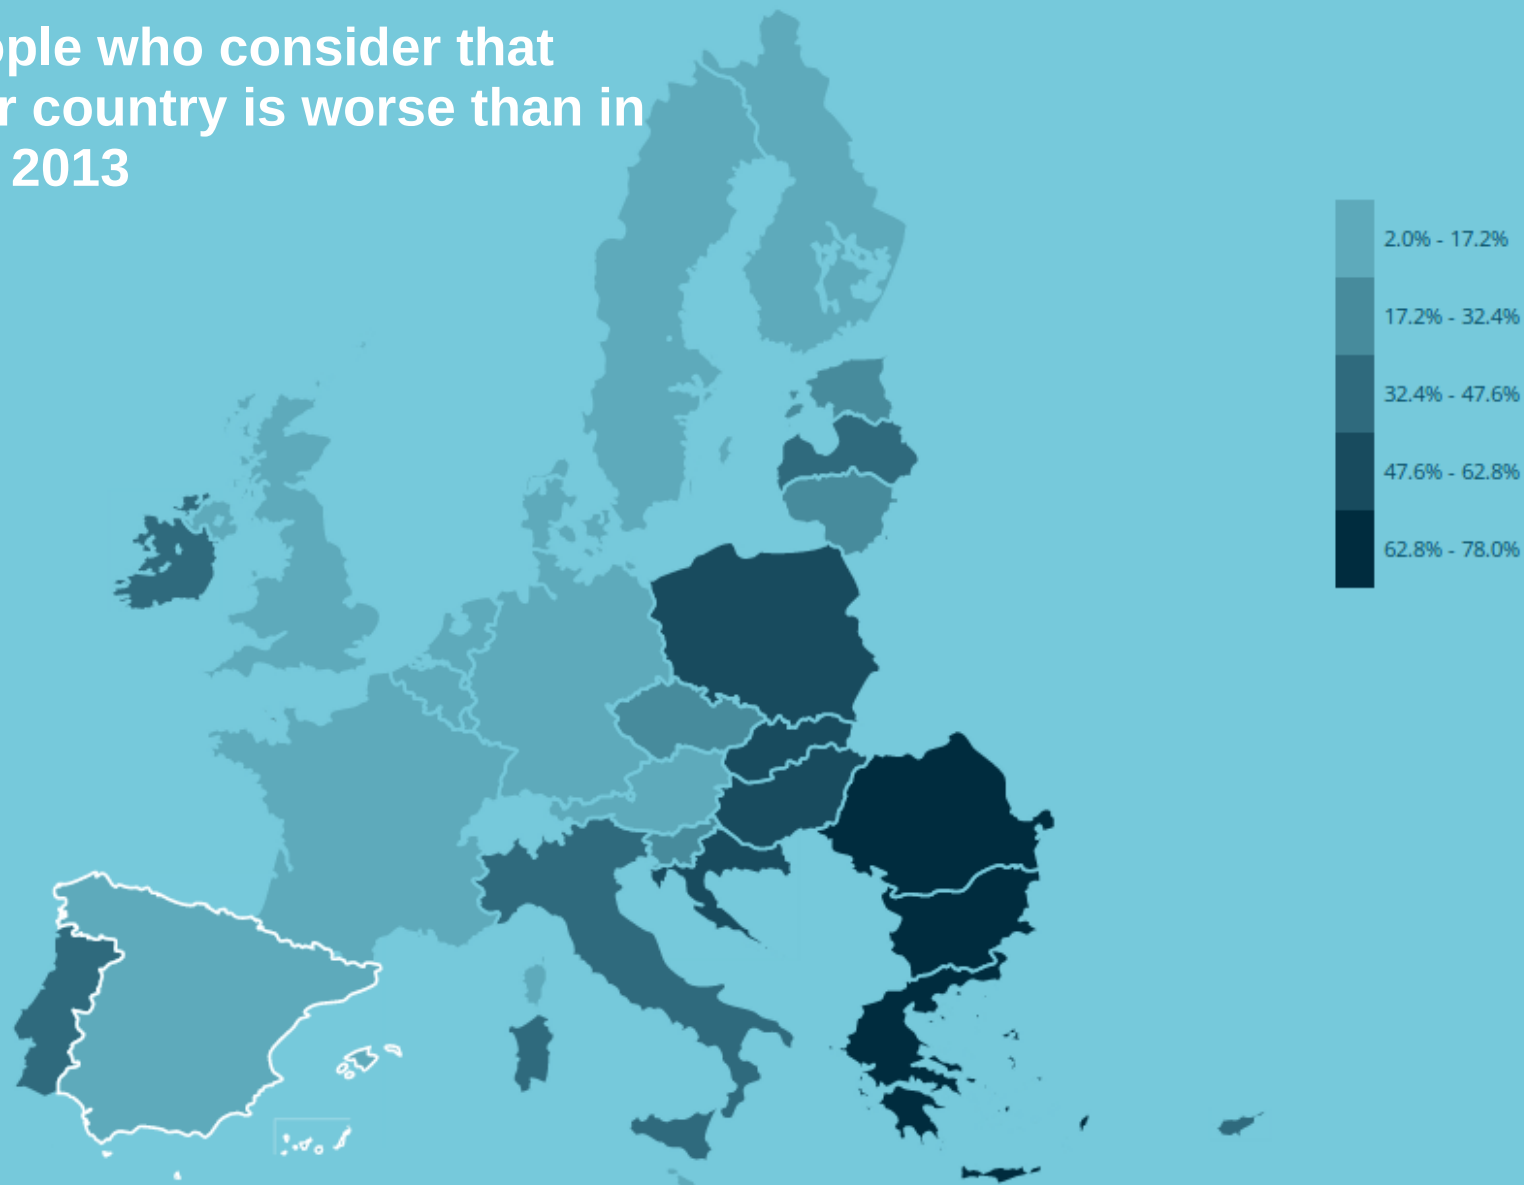 ople who consider that
r country is worse than in
2013
2.0% - 17.2%
17.2% - 32.4%
32.4% - 47.6%
47.6% - 62.8%
62.8% - 78.0%